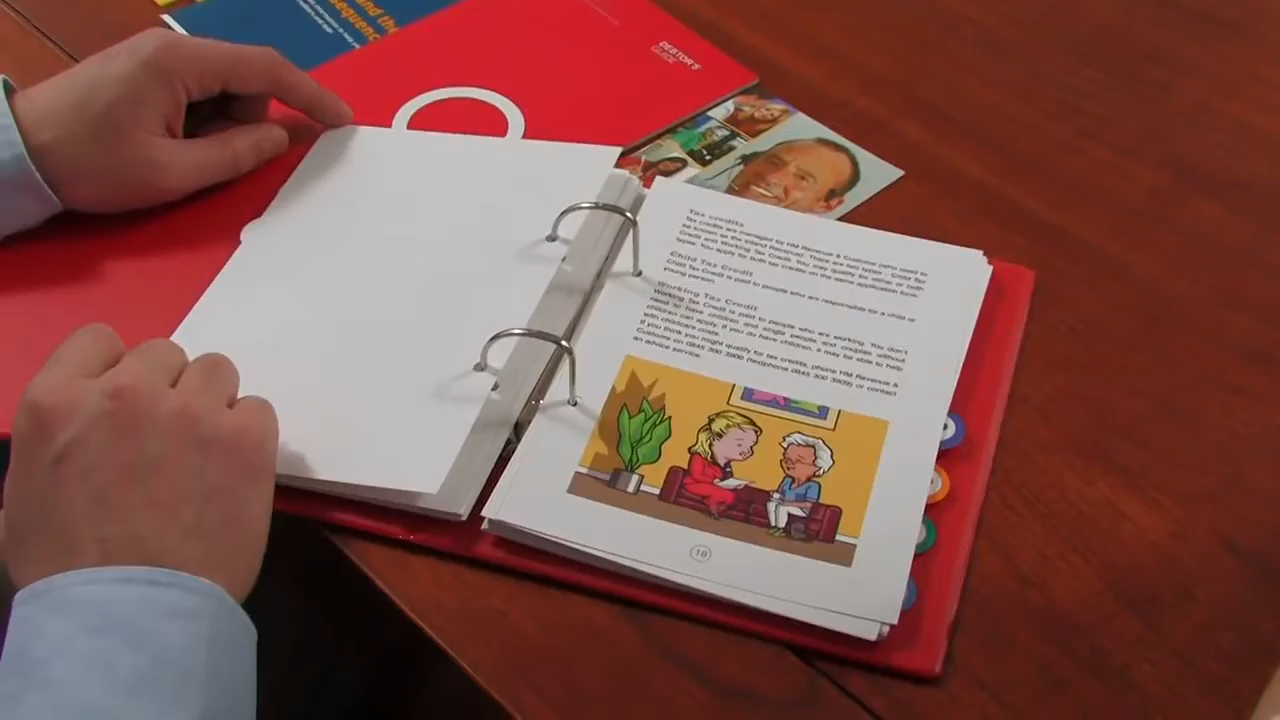 and the
sequenc
DEBTOR'S
GUIDE
Tax credits
Tax credits are managed by HM Revenue & Customs (who used to
be known as the Inland Revenue). There are two types - Child Tax
Credit and Working Tax Credit. You may qualify for either or both
types. You apply for both tax credits on the same application form.
Child Tax Credit
Child Tax Credit is paid to people who are responsible for a child or
young person.
Working Tax Credit
Working Tax Credit is paid to people who are working. You don't
need to have children and single people and couples without
children can apply. If you do have children, it may be able to help
with childcare costs.
If you think you might qualify for tax credits, phone HM Revenue &
Customs on 0845 300 3900 (textphone 0845 300 3909) or contact
an advice service.
18